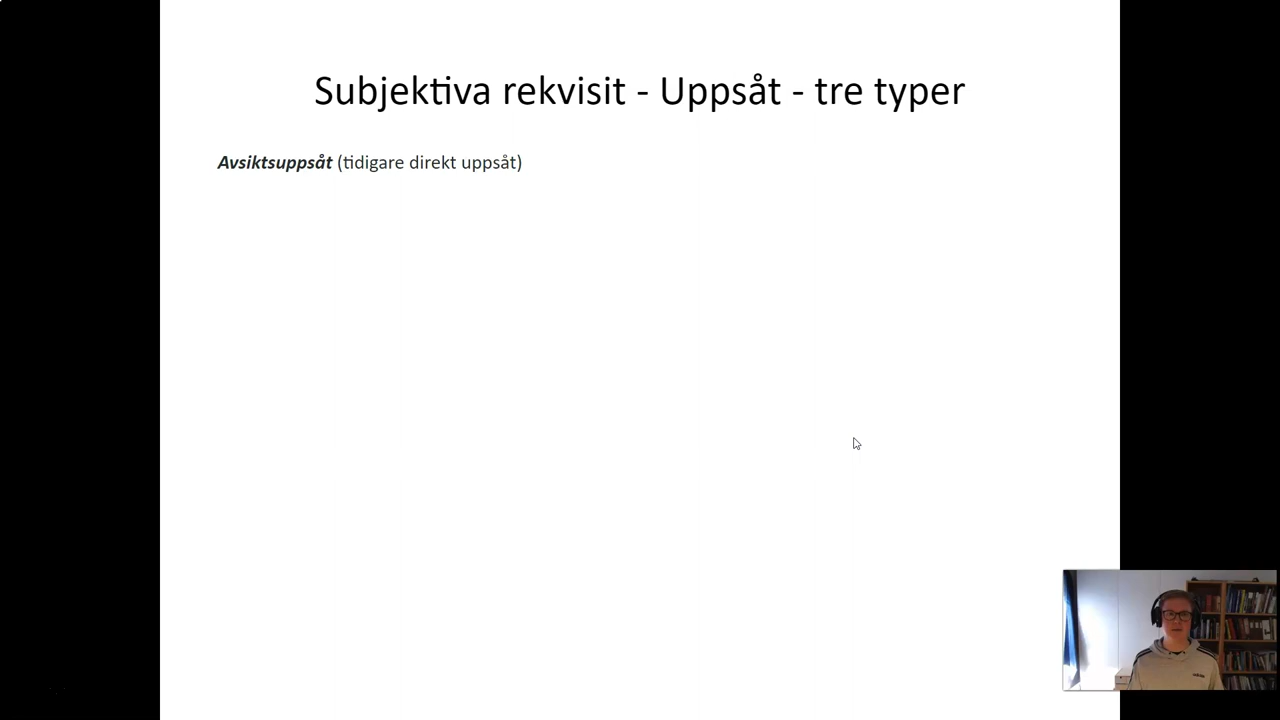 Subjektiva rekvisit - Uppsåt - tre typer
Avsiktsuppsåt (tidigare direkt uppsåt)